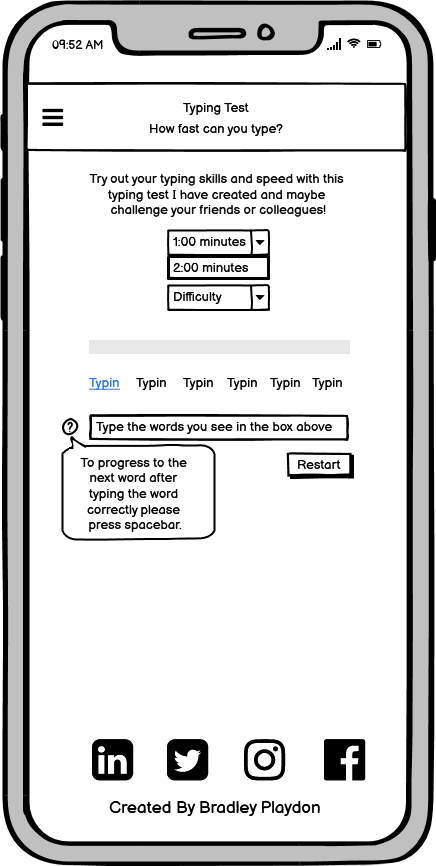 09:52 AM
Typing Test
How fast can you type?
Try out your typing skills and speed with this
typing test I have created and maybe
challenge your friends or colleagues!
1:00 minutes
2:00 minutes
Difficulty
Typin Typin Typin Typin Typin Typin
? Type the words you see in the box above
To progress to the
next word after
typing the word
correctly please
press spacebar.
Restart
in
f
Created By Bradley Playdon